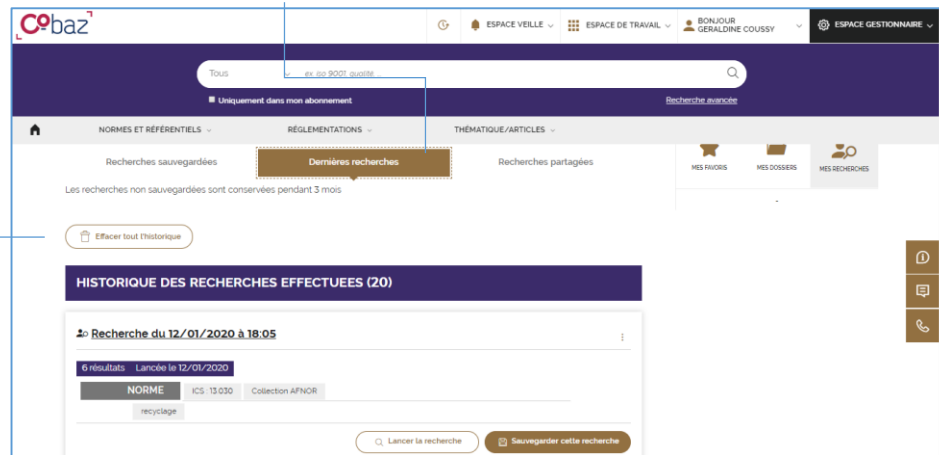 Cobaz
ESPACE VEILLE
ESPACE DE TRAVAIL
BONJOUR
GERALDINE COUSSY
ESPACE GESTIONNAIRE
Tous
ex. iso 9001, qualité ...
Uniquement dans mon abonnement
Recherche avancée
NORMES ET RÉFÉRENTIELS
RÉGLEMENTATIONS
THÉMATIQUE/ARTICLES
Recherches sauvegardées
Dernières recherches
Recherches partagées
MES FAVORIS
MES DOSSIERS
MES RECHERCHES
Les recherches non sauvegardées sont conservées pendant 3 mois
Effacer tout l'historique
HISTORIQUE DES RECHERCHES EFFECTUEES (20)
Recherche du 12/01/2020 à 18:05
6 résultats Lancée le 12/01/2020
NORME ICS : 13.030 Collection AFNOR
recyclage
Lancer la recherche
Sauvegarder cette recherche